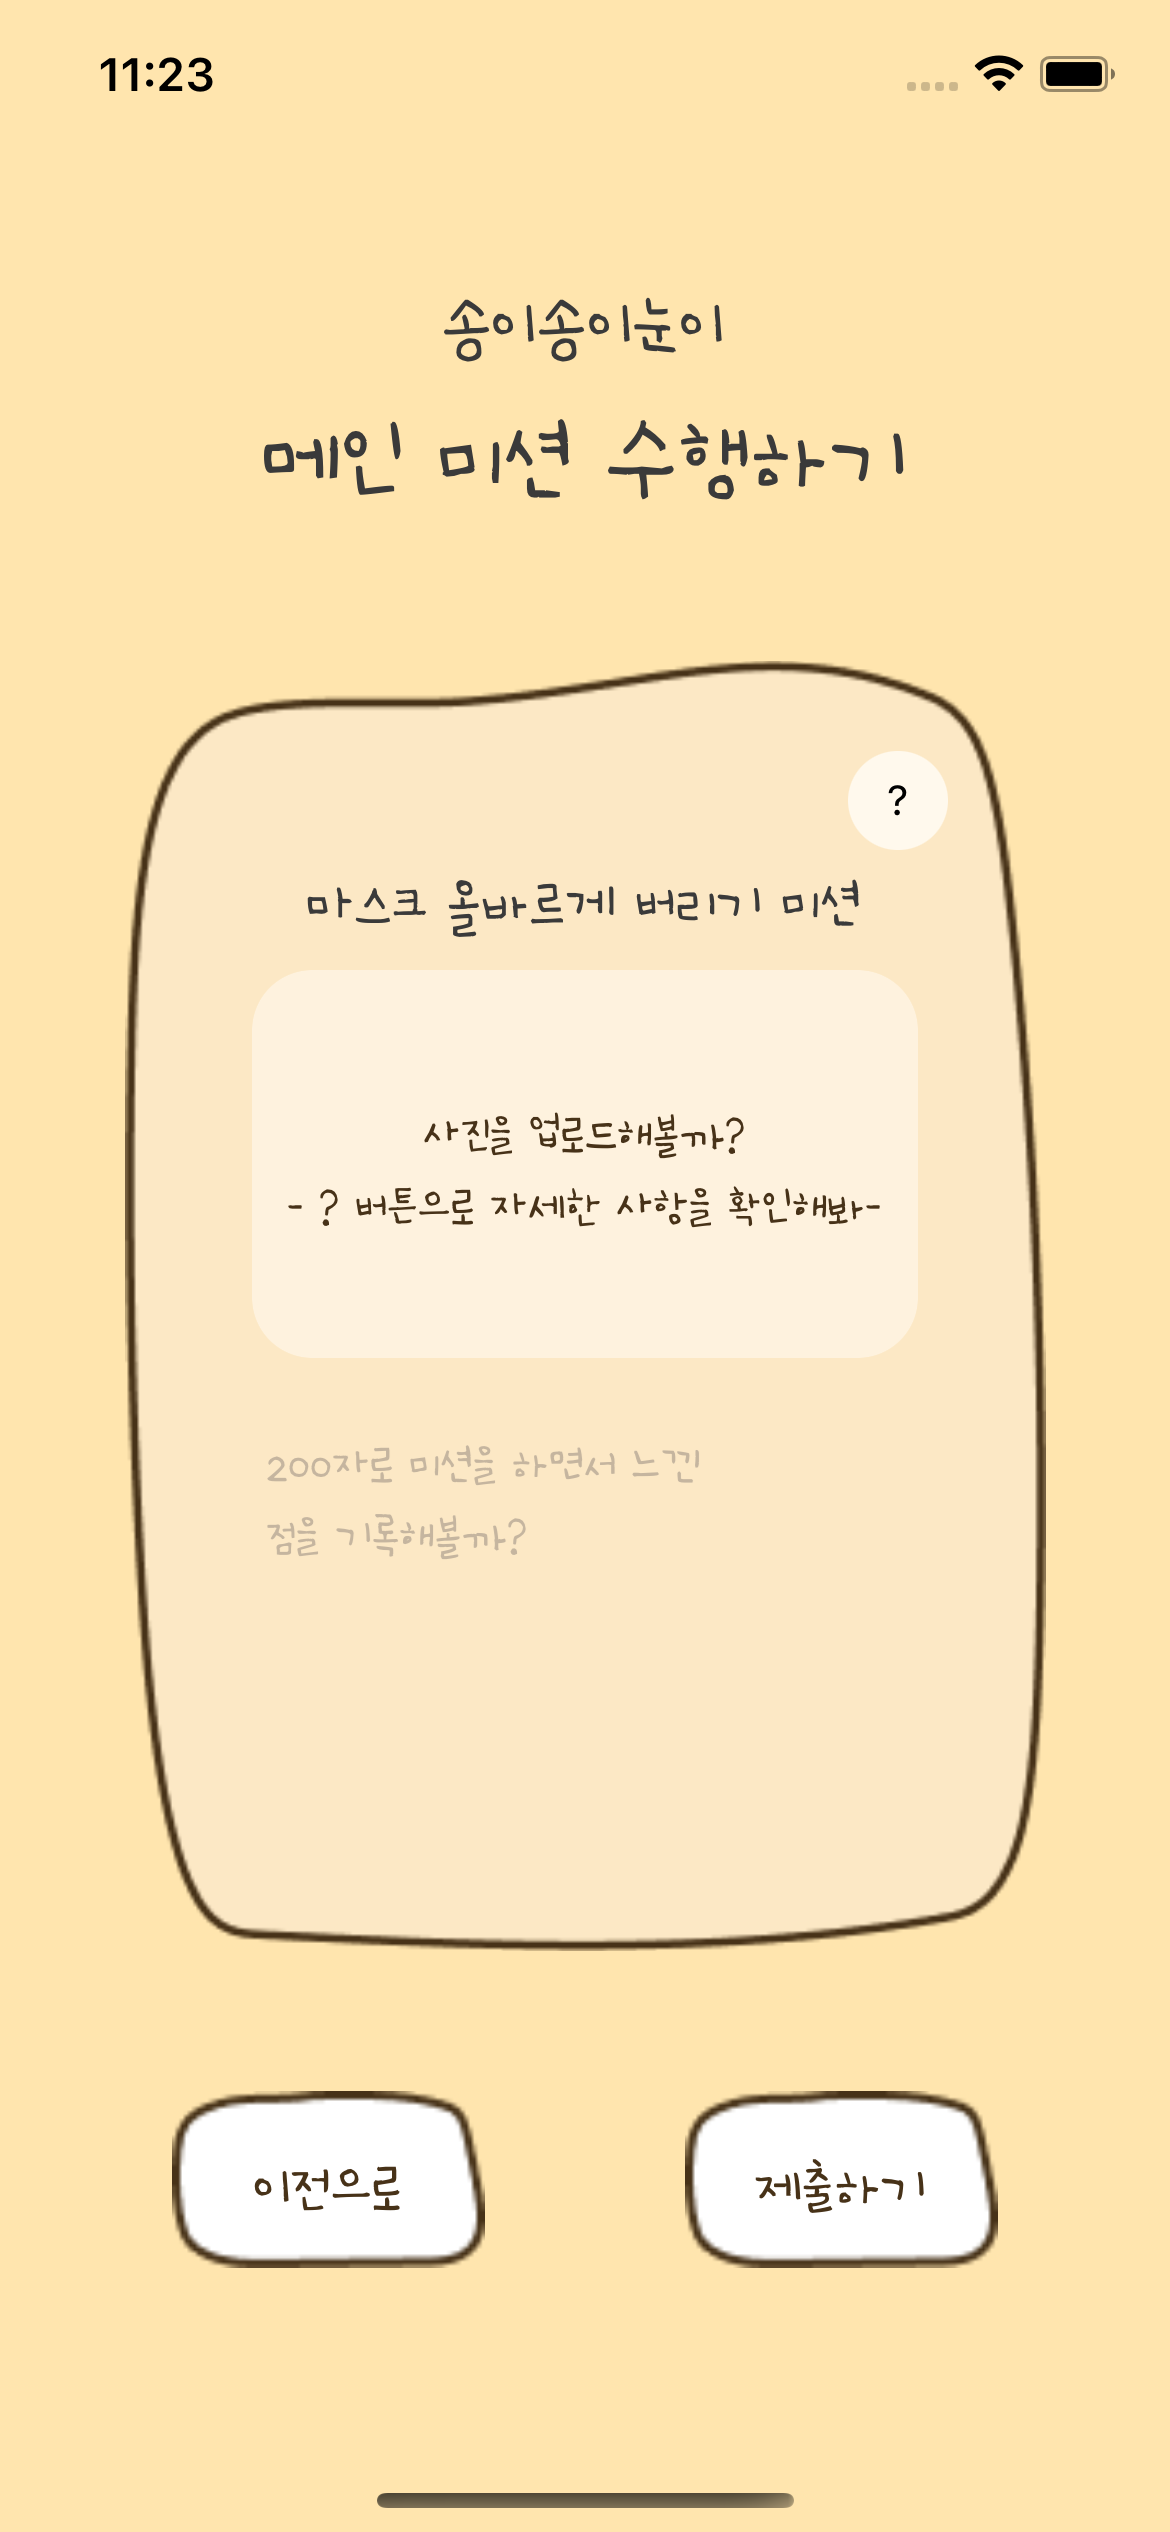 11:23
송이송이눈이
메인 미션 수행하기
?
마스크 올바르게 버리기 미션
사진을 업로드해볼까?
- ? 버튼으로 자세한 사항을 확인해봐-
200자로 미션을 하면서 느낀
점을 기록해볼까?
이전으로
제출하기